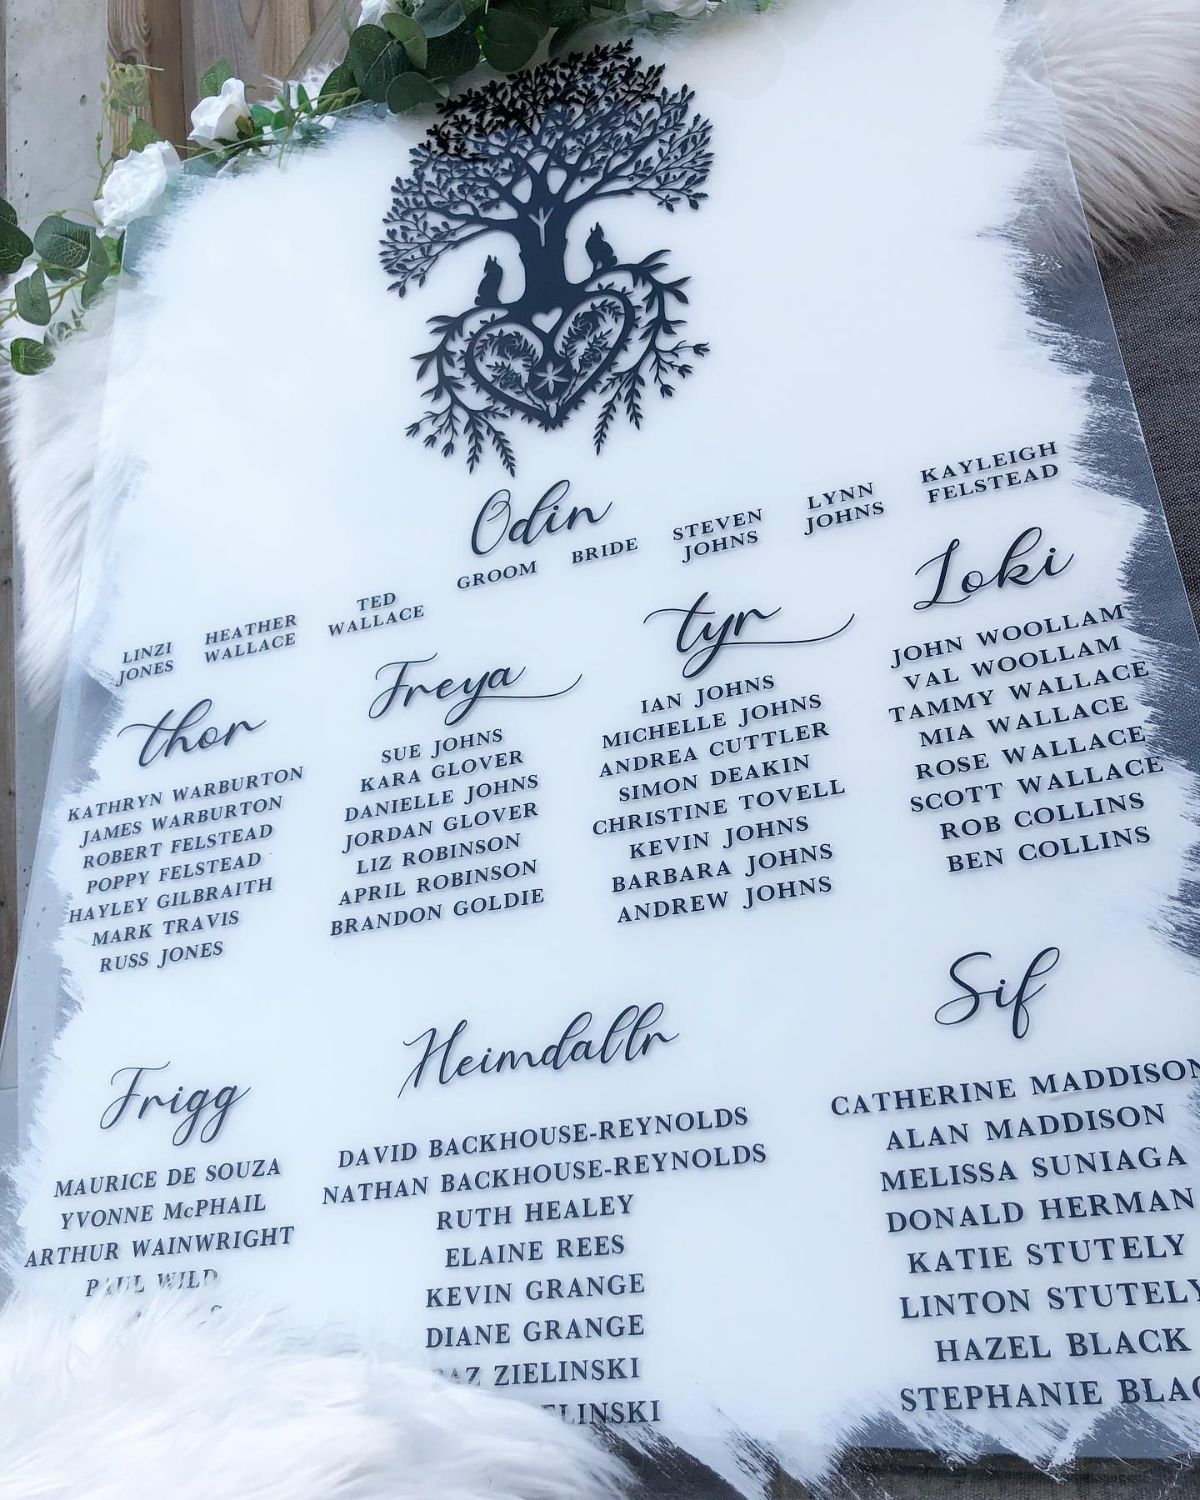 Odin
LINZI
JONES
HEATHER
WALLACE
TED
WALLACE
GROOM
BRIDE
STEVEN
JOHNS
LYNN
JOHNS
KAYLEIGH
FELSTEAD
thor
KATHRYN WARBURTON
JAMES WARBURTON
ROBERT FELSTEAD
POPPY FELSTEAD
HAYLEY GILBRAITH
MARK TRAVIS
RUSS JONES
Freya
SUE JOHNS
KARA GLOVER
DANIELLE JOHNS
JORDAN GLOVER
LIZ ROBINSON
APRIL ROBINSON
BRANDON GOLDIE
tyr
IAN JOHNS
MICHELLE JOHNS
ANDREA CUTTLER
SIMON DEAKIN
CHRISTINE TOVELL
KEVIN JOHNS
BARBARA JOHNS
ANDREW JOHNS
Loki
JOHN WOOLLAM
VAL WOOLLAM
TAMMY WALLACE
MIA WALLACE
ROSE WALLACE
SCOTT WALLACE
ROB COLLINS
BEN COLLINS
Frigg
MAURICE DE SOUZA
YVONNE McPHAIL
ARTHUR WAINWRIGHT
PAUL WILD
Heimdallr
DAVID BACKHOUSE-REYNOLDS
NATHAN BACKHOUSE-REYNOLDS
RUTH HEALEY
ELAINE REES
KEVIN GRANGE
DIANE GRANGE
ZIELINSKI
Sif
CATHERINE MADDISON
ALAN MADDISON
MELISSA SUNIAGA
DONALD HERMAN
KATIE STUTELY
LINTON STUTELY
HAZEL BLACK
STEPHANIE